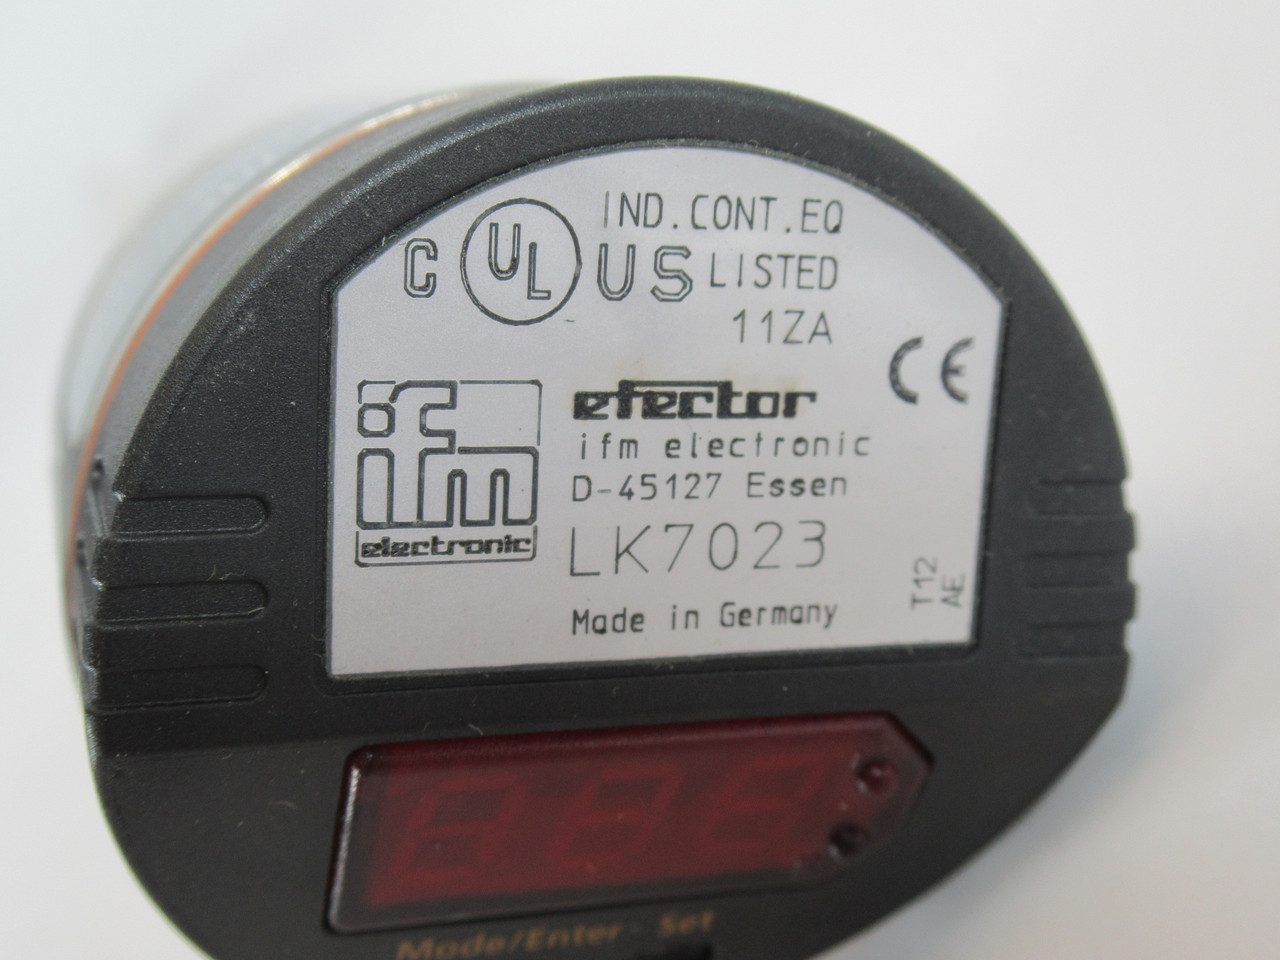 IND.CONT.EQ
C UL US LISTED
11ZA
CE
ifm
electronic
efector
ifm electronic
D-45127 Essen
LK7023
Made in Germany
T12
AE
Mode/Enter - Set